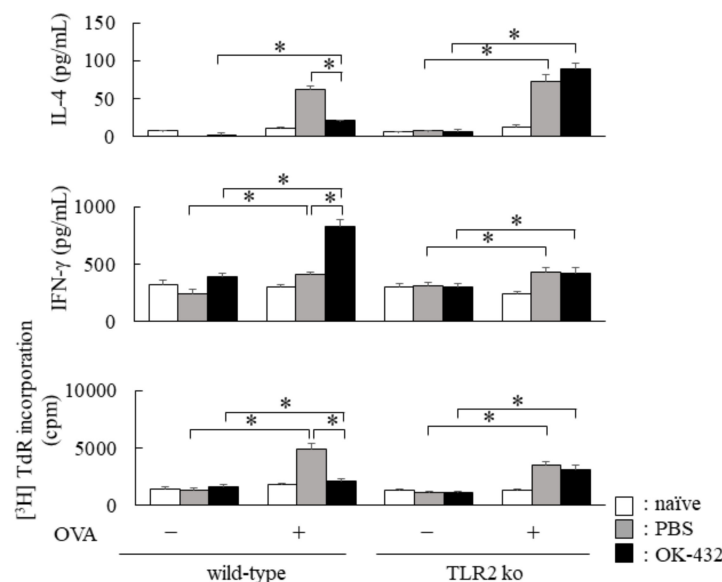 IL-4 (pg/mL)
150
100
50
0
*
*
*
*
IFN-γ (pg/mL)
1000
500
0
*
*
*
*
*
[³H] TdR incorporation
(cpm)
10000
5000
0
*
*
*
*
*
OVA − + − +
wild-type TLR2 ko
: naïve
: PBS
: OK-432